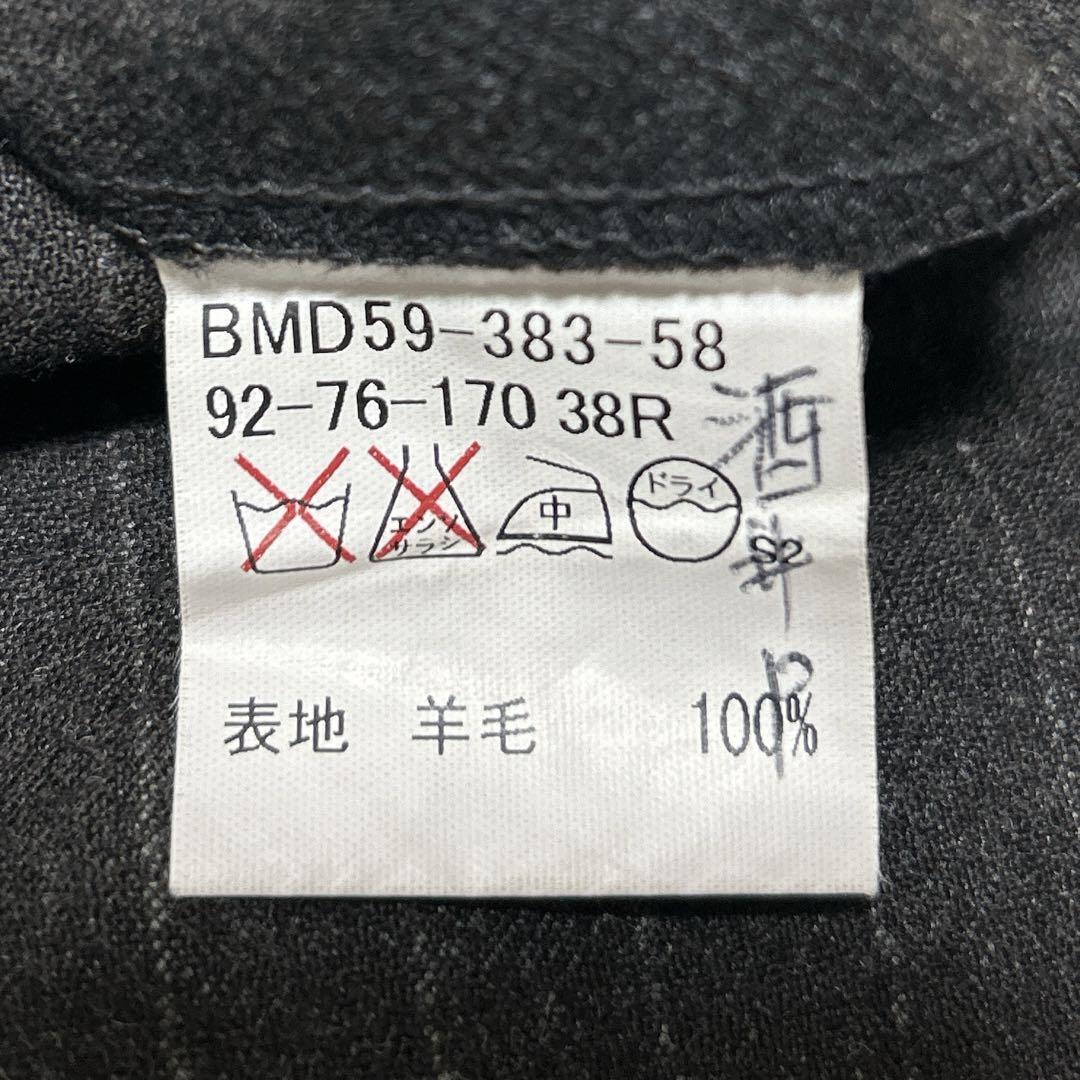 BMD59-383-58
92-76-170 38R
エンソ
サラシ
中
ドライ
S2
表地 羊毛 100%